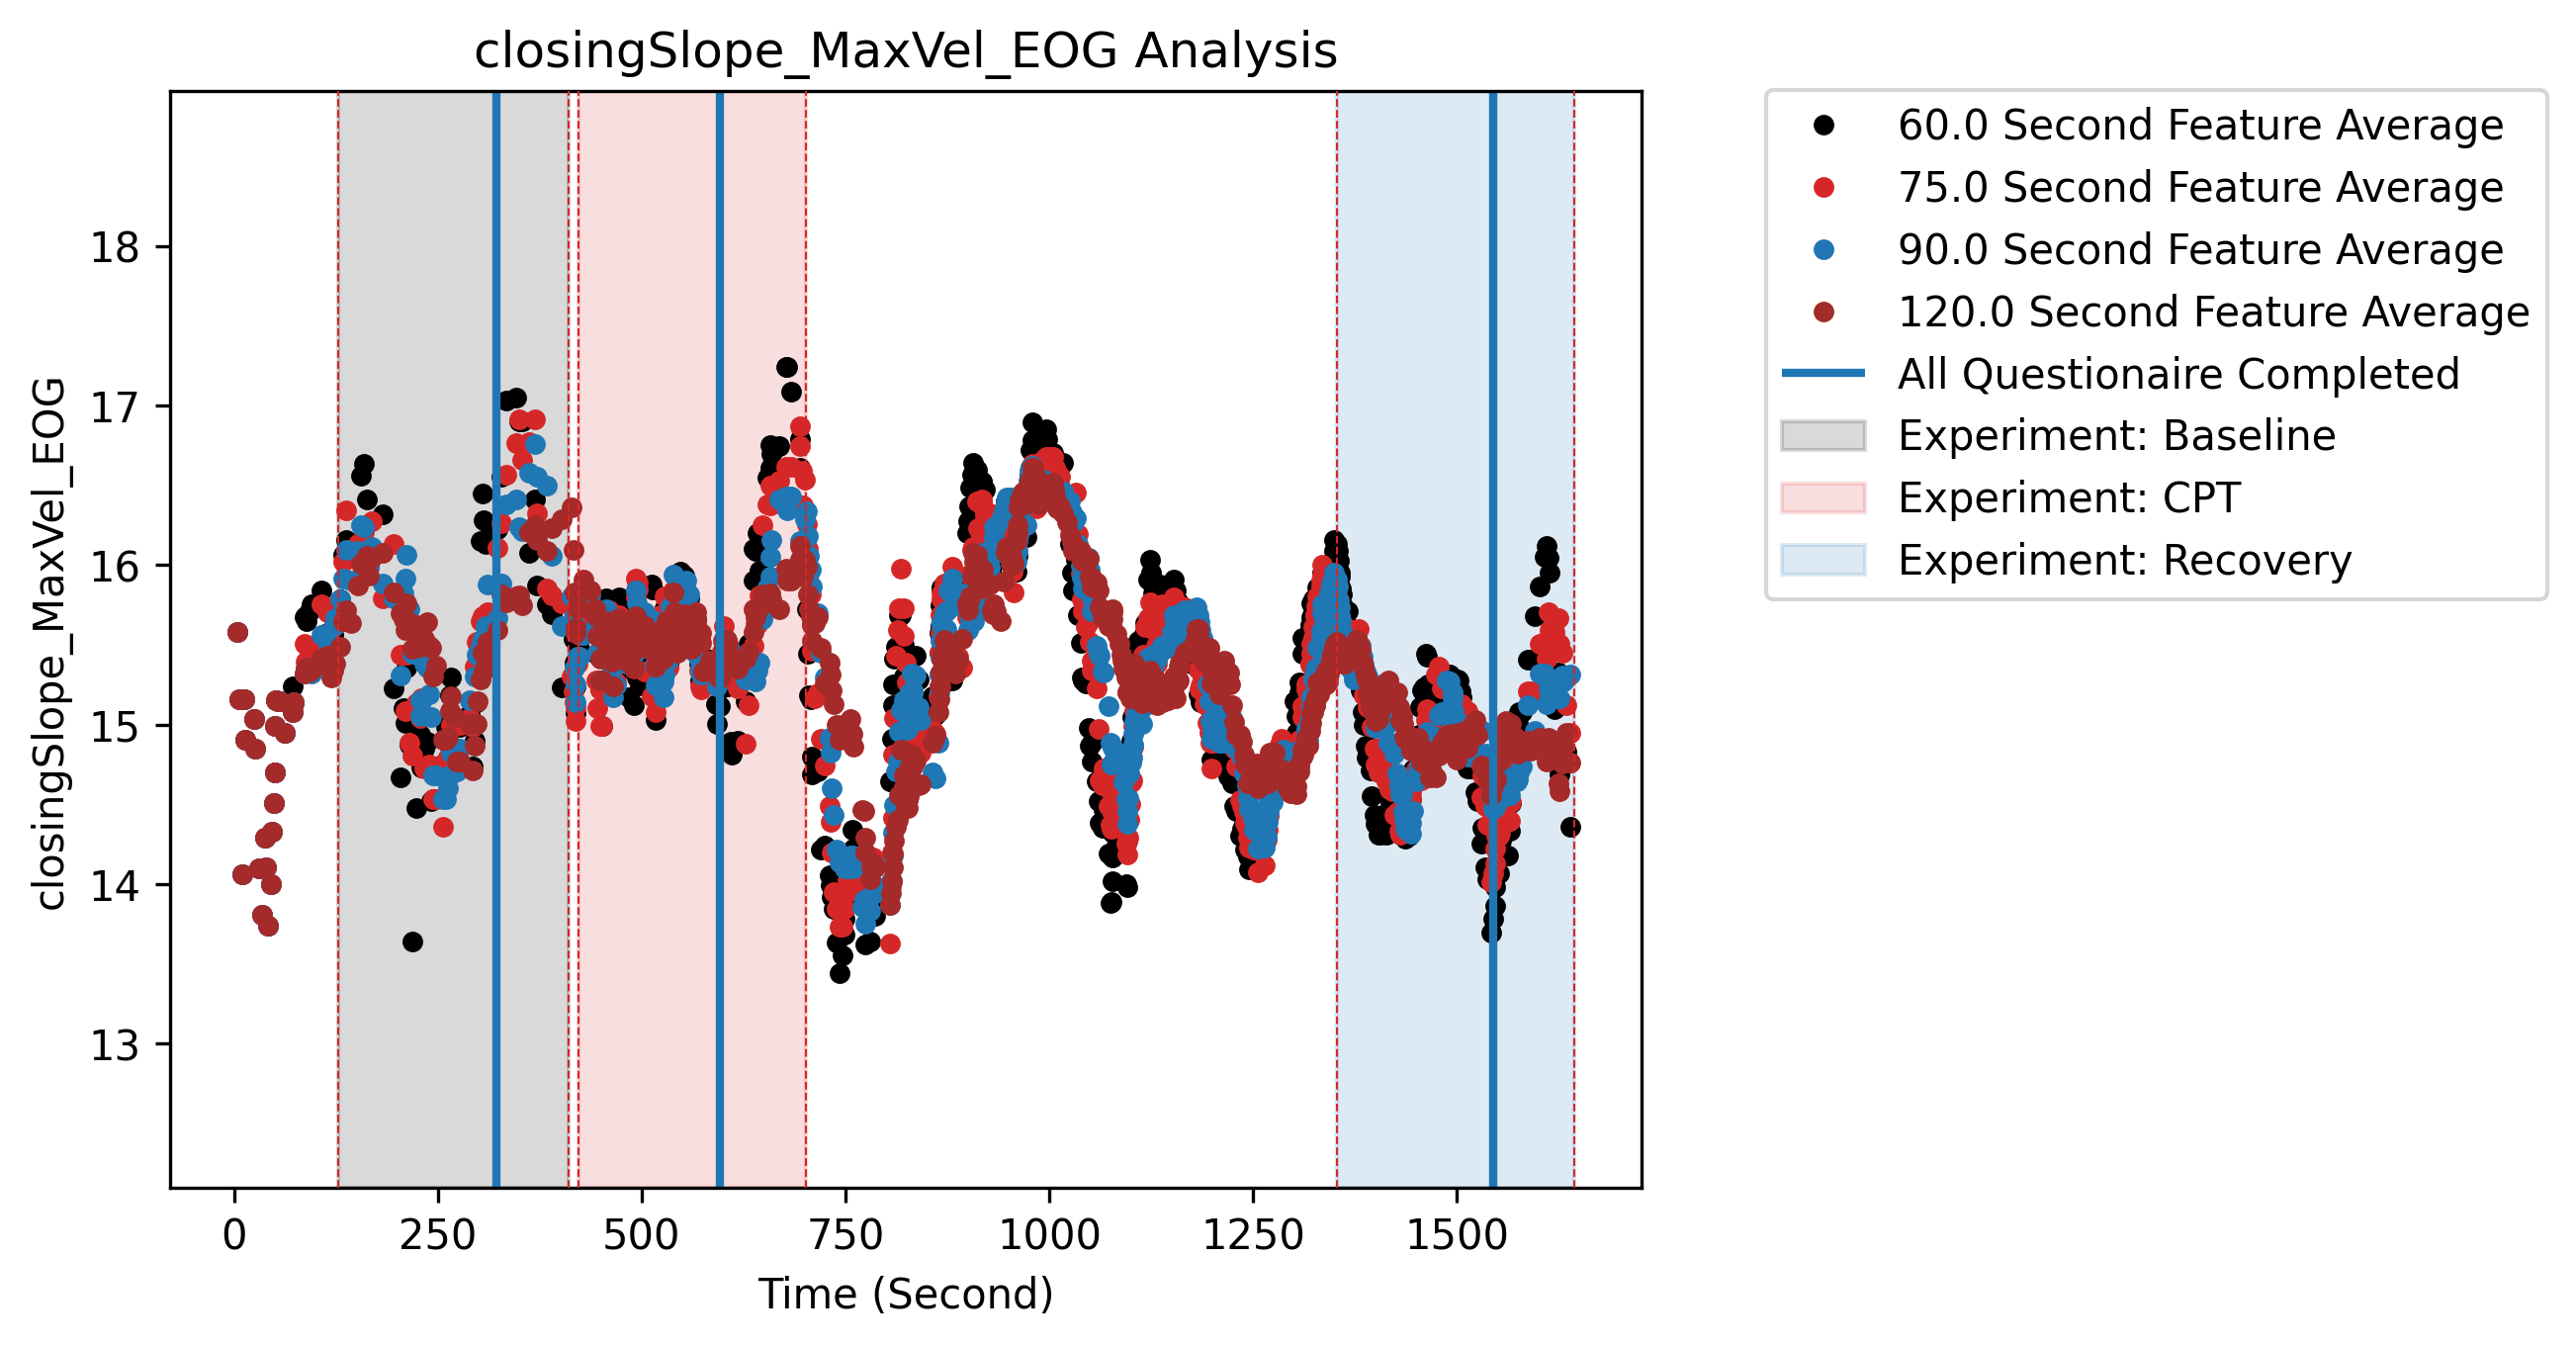 closingSlope_MaxVel_EOG Analysis
60.0 Second Feature Average
75.0 Second Feature Average
90.0 Second Feature Average
120.0 Second Feature Average
All Questionaire Completed
Experiment: Baseline
Experiment: CPT
Experiment: Recovery
closingSlope_MaxVel_EOG
18
17
16
15
14
13
0 250 500 750 1000 1250 1500
Time (Second)